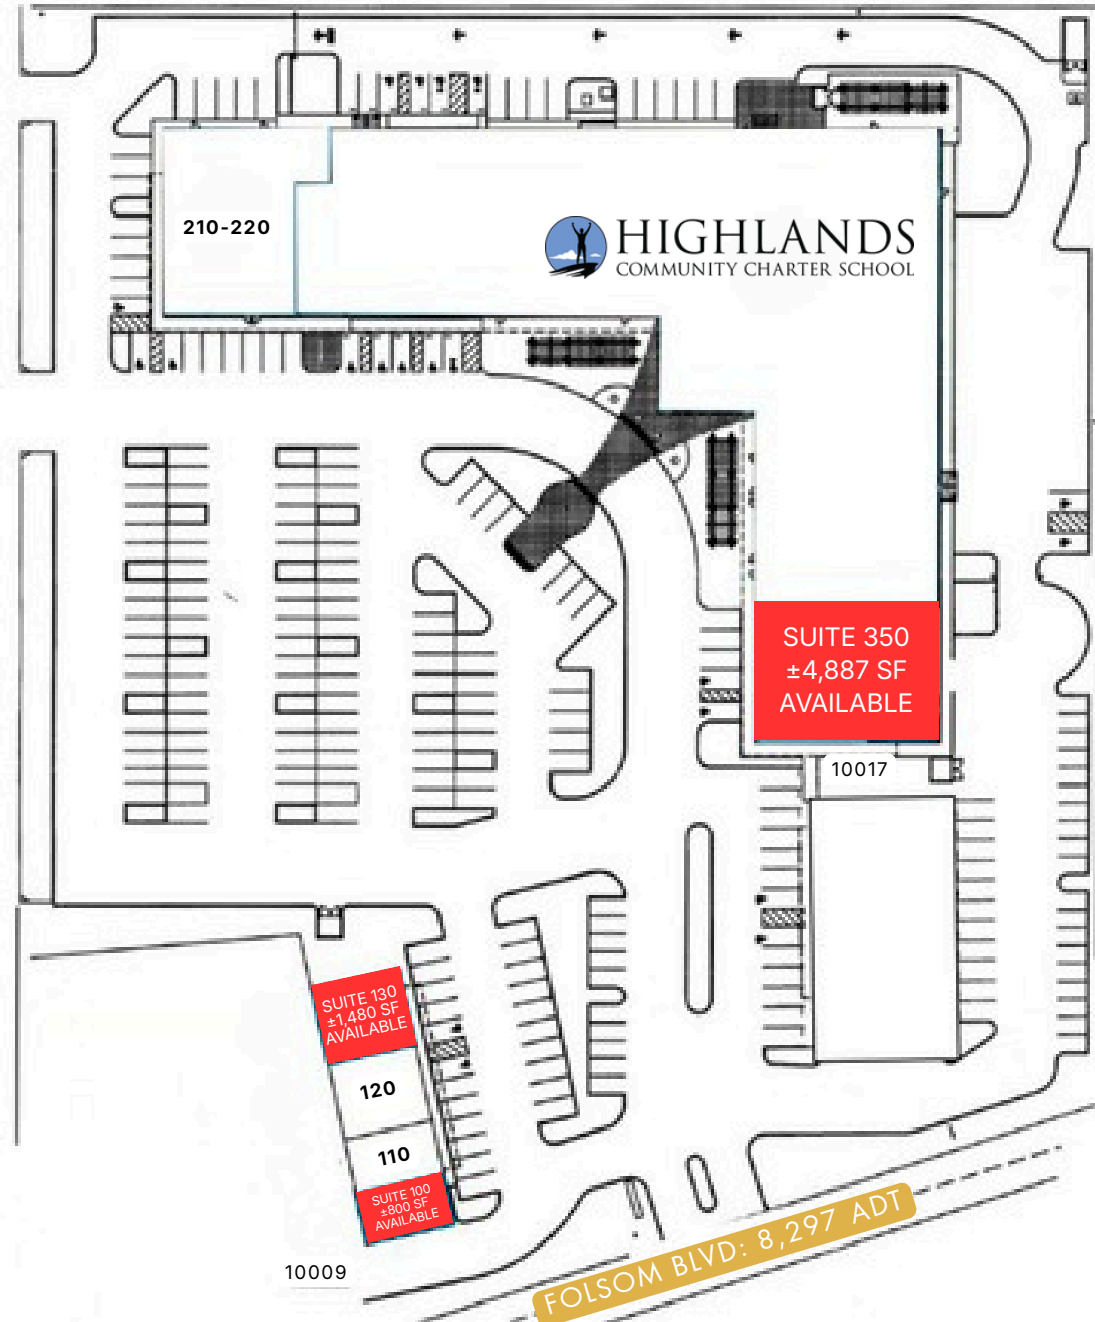 210-220
HIGHLANDS
COMMUNITY CHARTER SCHOOL
SUITE 350
±4,887 SF
AVAILABLE
10017
SUITE 130
±1,480 SF
AVAILABLE
120
110
SUITE 100
±800 SF
AVAILABLE
10009
FOLSOM BLVD: 8,297 ADT